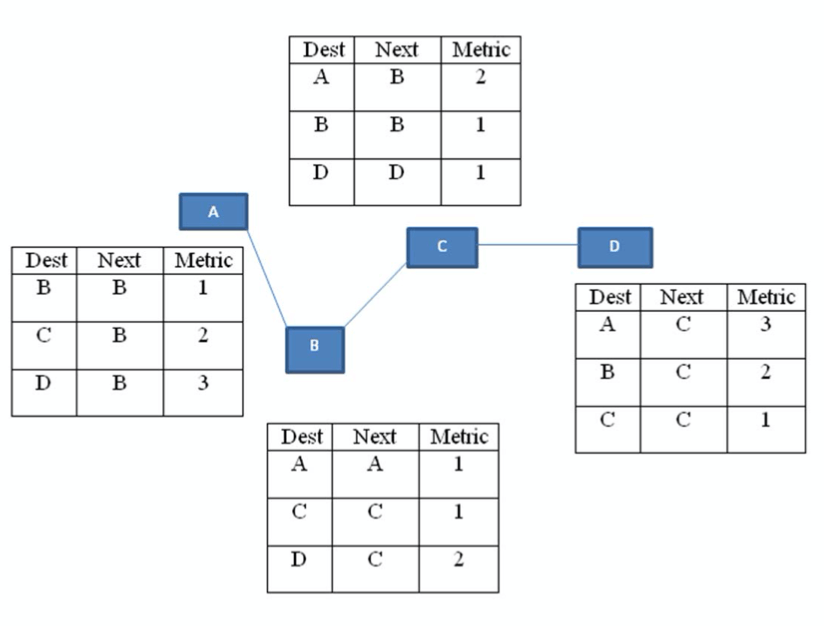 Dest Next Metric
A B 2
B B 1
D D 1
A
C
D
Dest Next Metric
B B 1
C B 2
D B 3
B
Dest Next Metric
A C 3
B C 2
C C 1
Dest Next Metric
A A 1
C C 1
D C 2